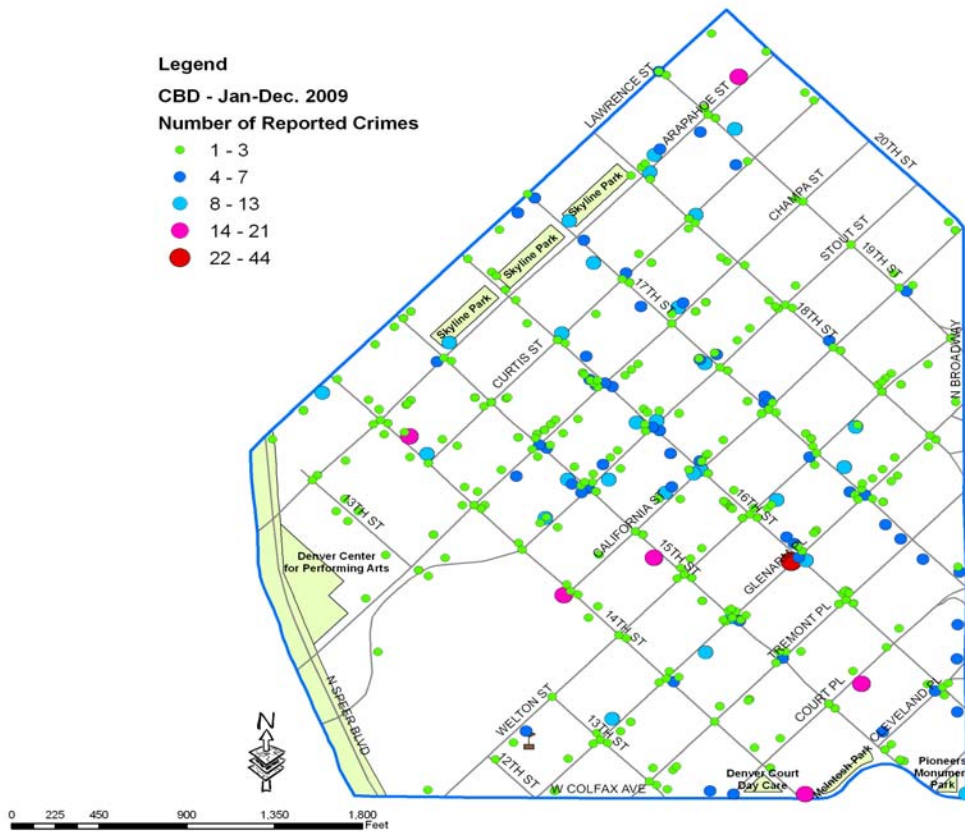 Legend
CBD - Jan-Dec. 2009
Number of Reported Crimes
1 - 3
4 - 7
8 - 13
14 - 21
22 - 44
LAWRENCE ST
ARAPAHOE ST
20TH ST
Skyline Park
CHAMPA ST
Skyline Park
STOUT ST
19TH ST
Skyline Park
17TH ST
18TH ST
CURTIS ST
N BROADWAY
13TH ST
CALIFORNIA ST
16TH ST
15TH ST
Denver Center
for Performing Arts
GLENARM PL
14TH ST
TREMONT PL
N SPEER BLVD
WELTON ST
COURT PL
CLEVELAND PL
13TH ST
12TH ST
W COLFAX AVE
Denver Court
Day Care
McIntosh Park
Pioneers
Monument
Park
N
0 225 450 900 1,350 1,800
Feet